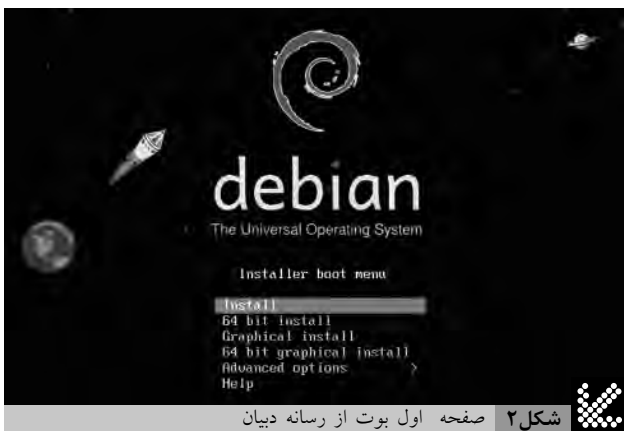 debian
The Universal Operating System
Installer boot menu
Install
64 bit install
Graphical install
64 bit graphical install
Advanced options >
Help
شکل۲ صفحه اول بوت از رسانه دبیان